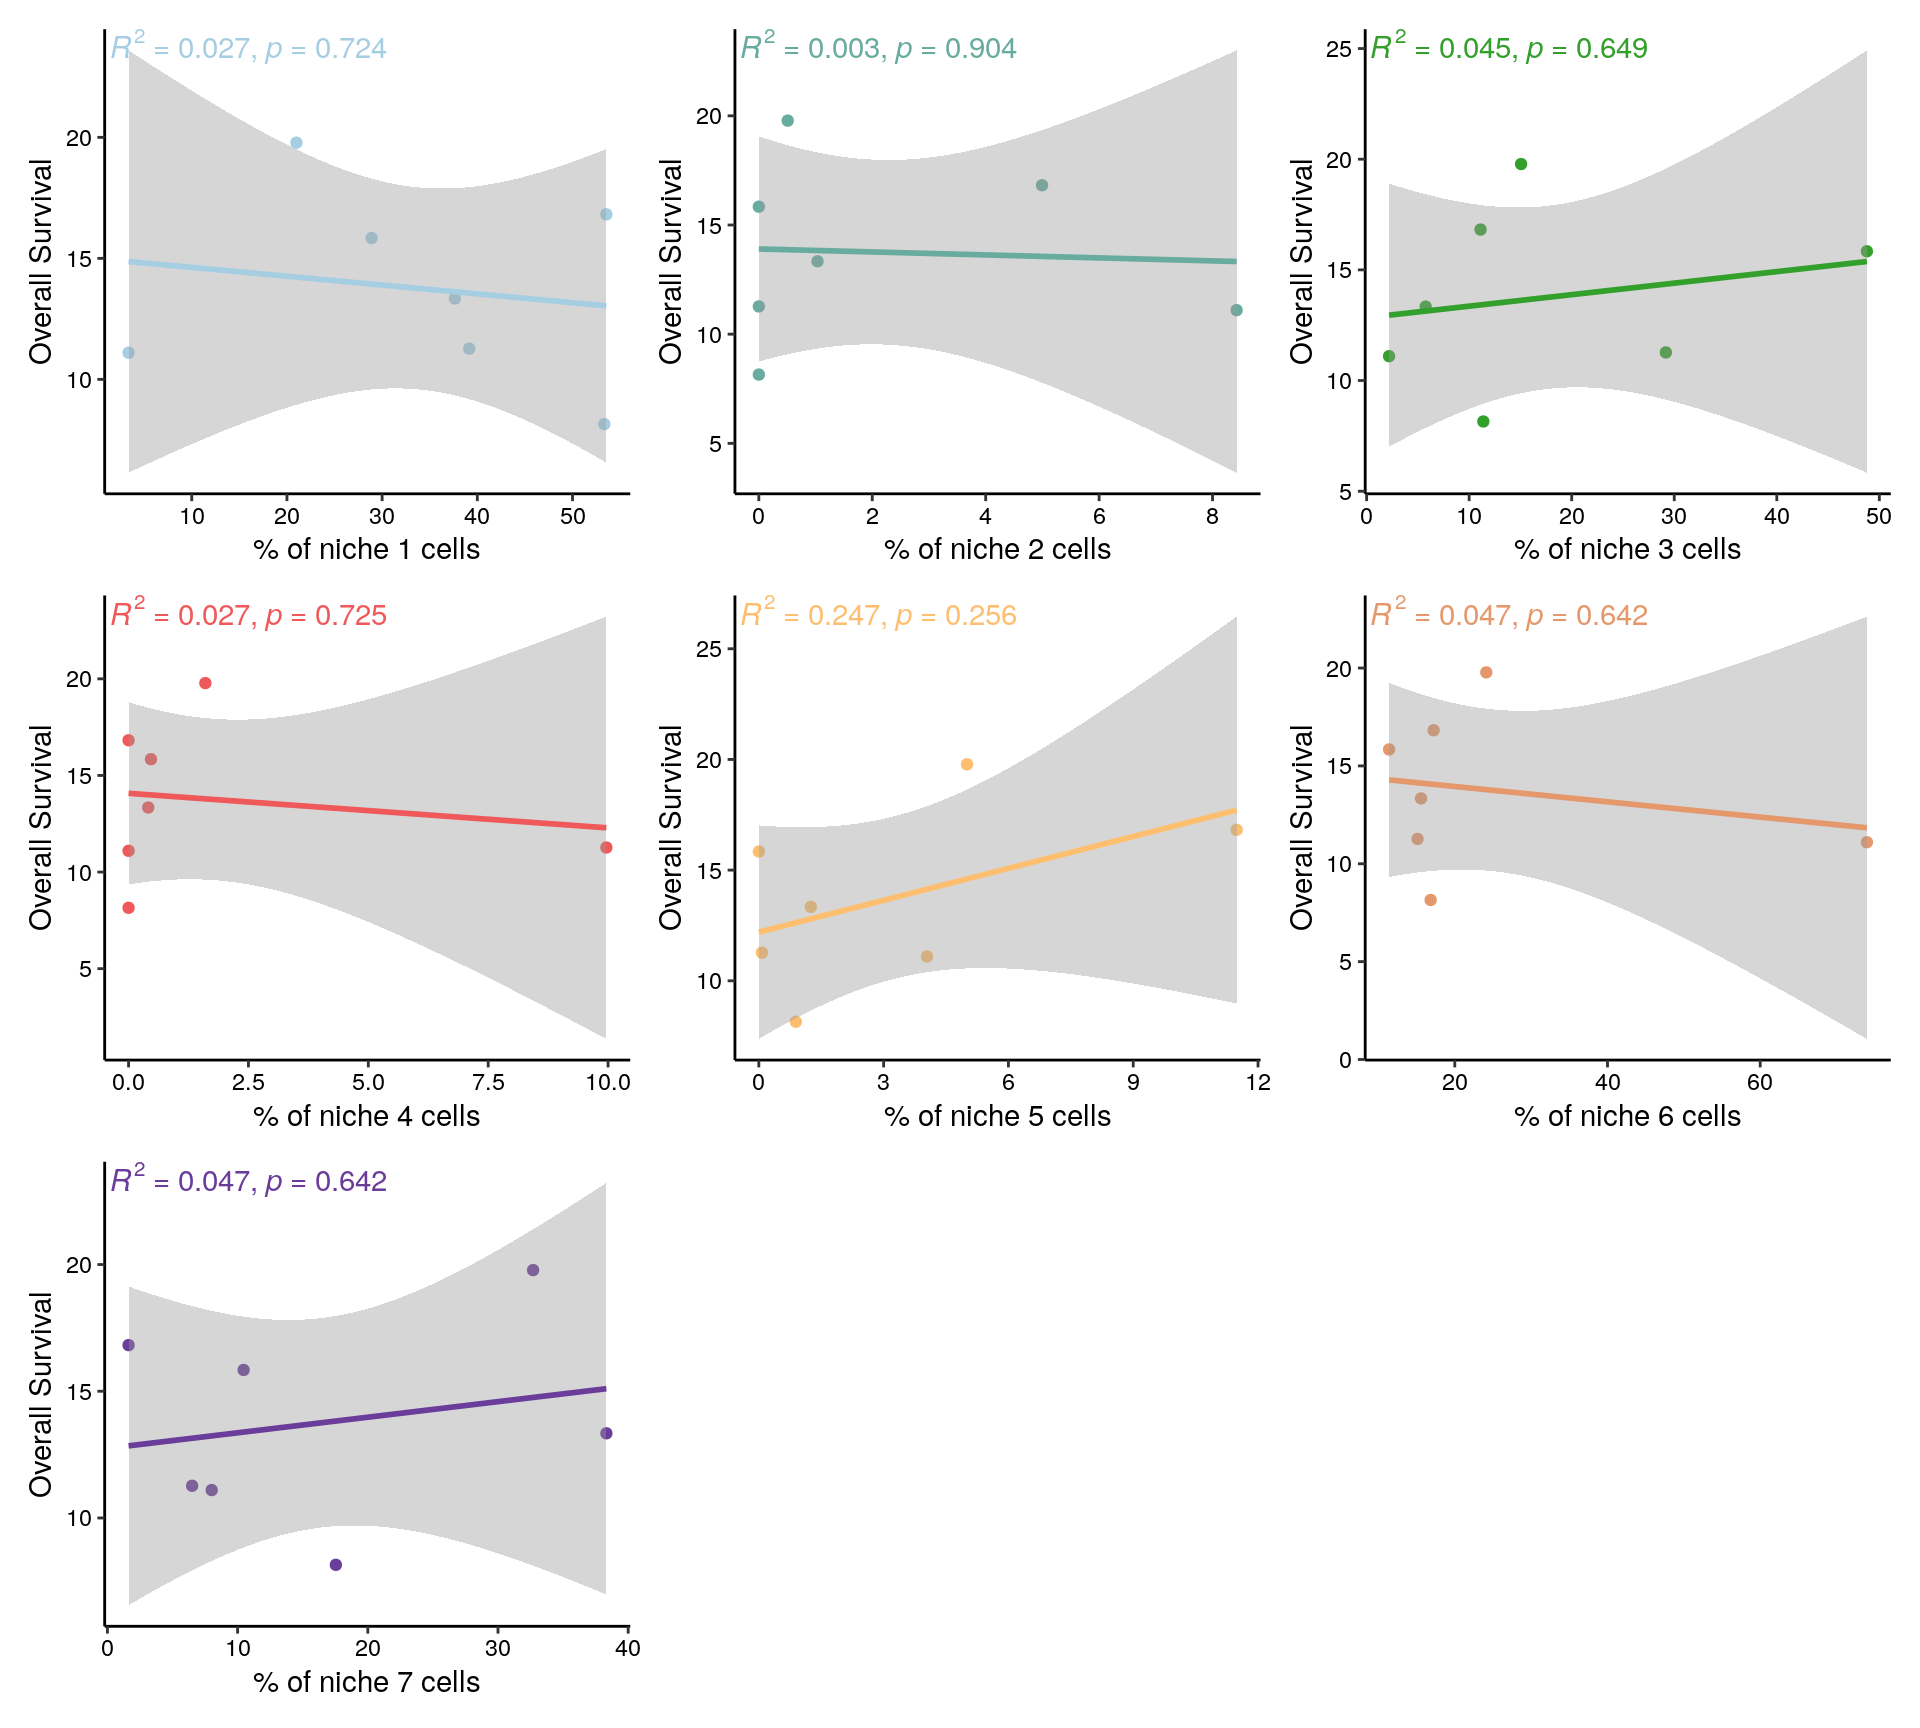 R² = 0.027, p = 0.724
Overall Survival
20
15
10
10 20 30 40 50
% of niche 1 cells
R² = 0.003, p = 0.904
Overall Survival
20
15
10
5
0 2 4 6 8
% of niche 2 cells
R² = 0.045, p = 0.649
Overall Survival
25
20
15
10
5
0 10 20 30 40 50
% of niche 3 cells
R² = 0.027, p = 0.725
Overall Survival
20
15
10
5
0.0 2.5 5.0 7.5 10.0
% of niche 4 cells
R² = 0.247, p = 0.256
Overall Survival
25
20
15
10
0 3 6 9 12
% of niche 5 cells
R² = 0.047, p = 0.642
Overall Survival
20
15
10
5
0
20 40 60
% of niche 6 cells
R² = 0.047, p = 0.642
Overall Survival
20
15
10
0 10 20 30 40
% of niche 7 cells